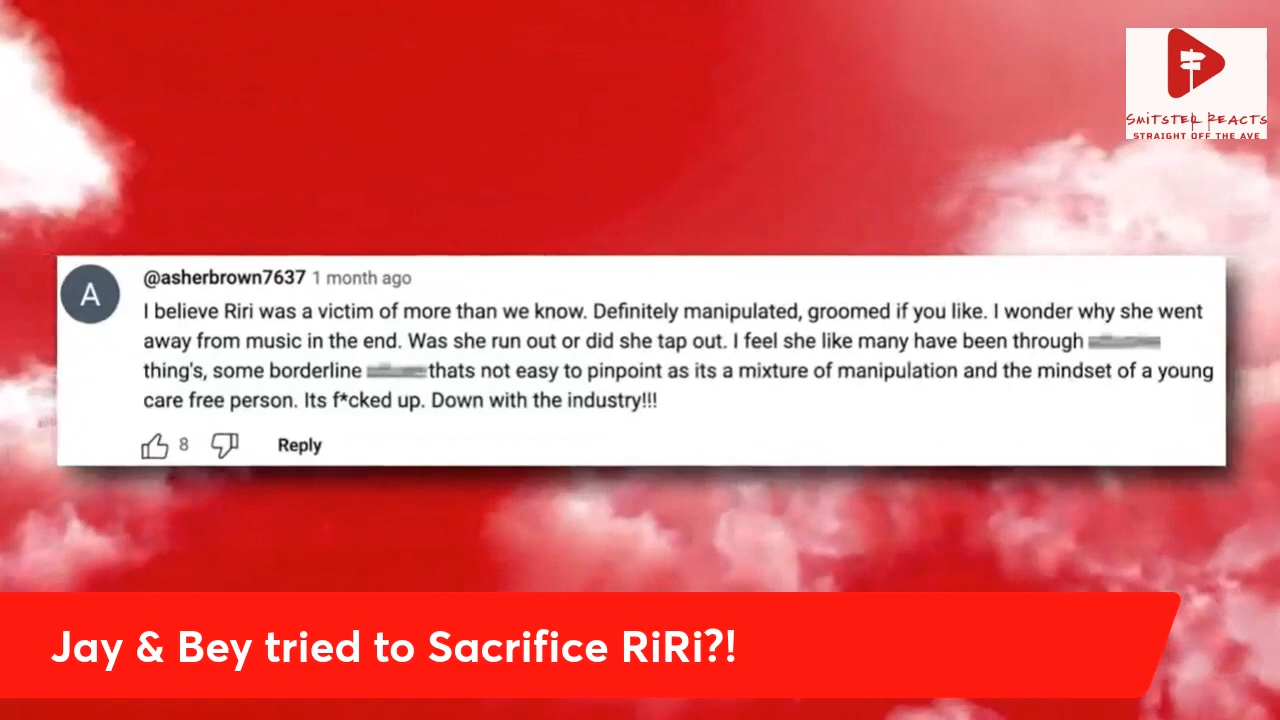 SMiTSTER REACTS
STRAIGHT OFF THE AVE
A
@asherbrown7637 1 month ago
I believe Riri was a victim of more than we know. Definitely manipulated, groomed if you like. I wonder why she went
away from music in the end. Was she run out or did she tap out. I feel she like many have been through
thing's, some borderline thats not easy to pinpoint as its a mixture of manipulation and the mindset of a young
care free person. Its f*cked up. Down with the industry!!!
8 Reply
Jay & Bey tried to Sacrifice RiRi?!